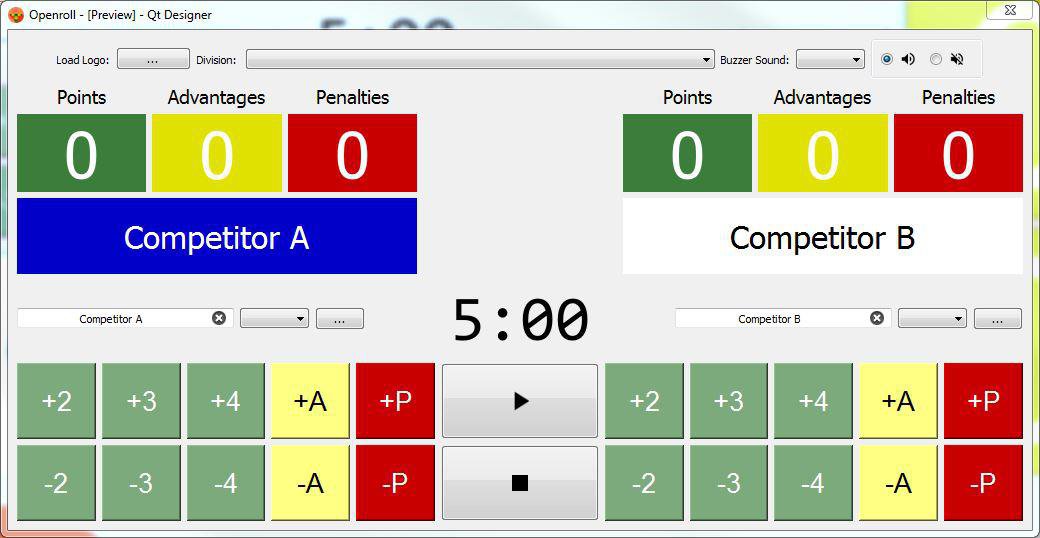 Openroll - [Preview] - Qt Designer
Load Logo: ... Division: Buzzer Sound:
Points Advantages Penalties Points Advantages Penalties
0 0 0 0 0 0
Competitor A Competitor B
Competitor A ... 5:00 Competitor B ...
+2 +3 +4 +A +P +2 +3 +4 +A +P
-2 -3 -4 -A -P -2 -3 -4 -A -P